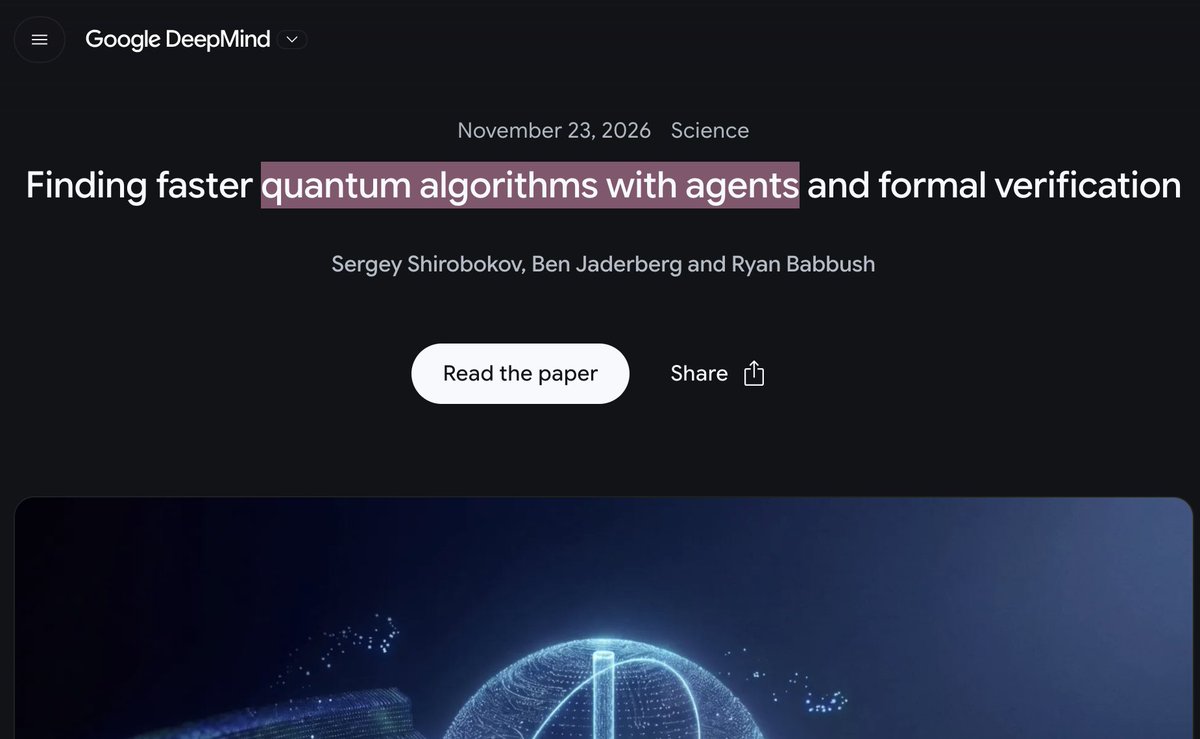 Google DeepMind
November 23, 2026 Science
Finding faster quantum algorithms with agents and formal verification
Sergey Shirobokov, Ben Jaderberg and Ryan Babbush
Read the paper Share